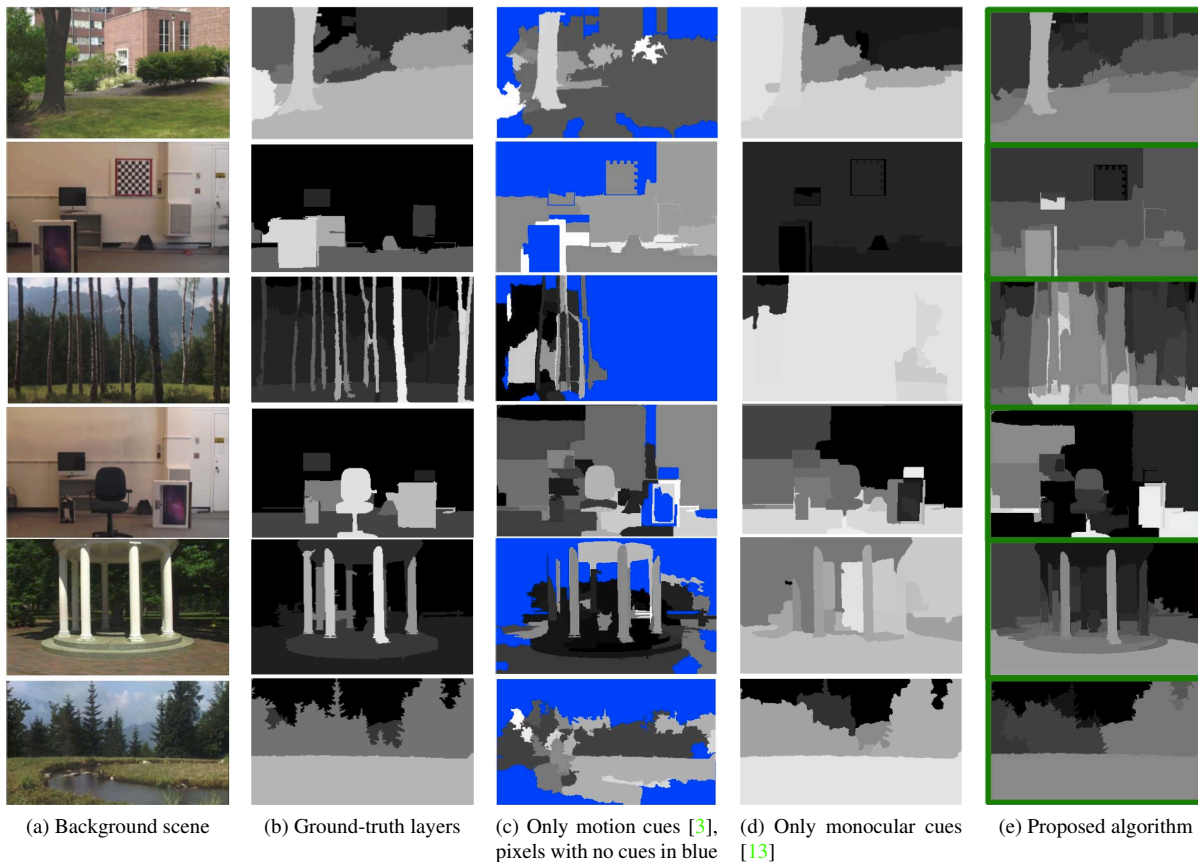 (a) Background scene
(b) Ground-truth layers
(c) Only motion cues [3],
pixels with no cues in blue
(d) Only monocular cues
[13]
(e) Proposed algorithm